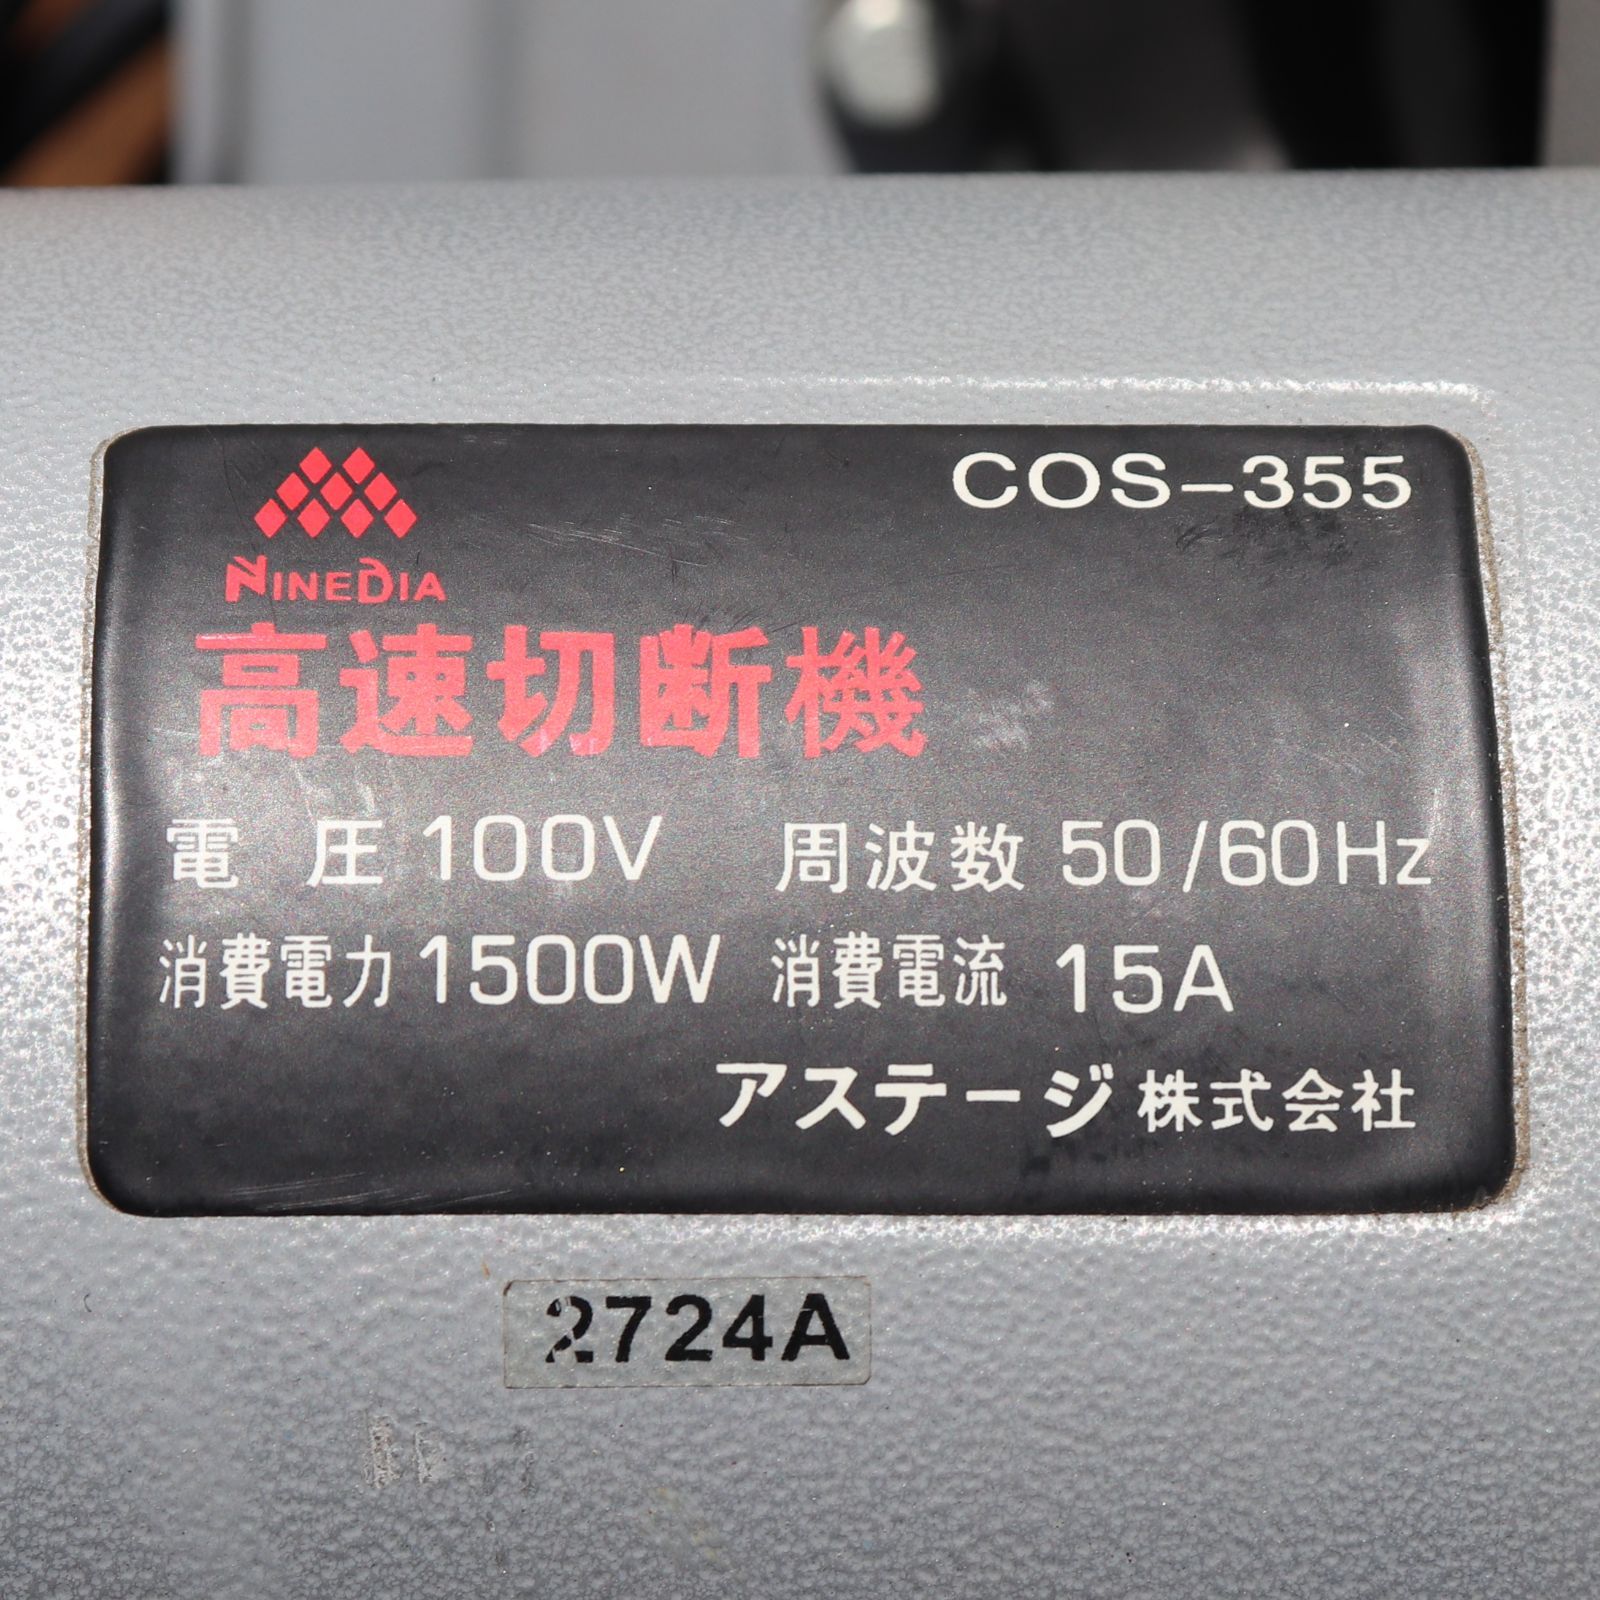 COS-355
NINEDIA
高速切断機
電 圧 100V 周波数 50/60Hz
消費電力 1500W 消費電流 15A
アステージ株式会社
2724A